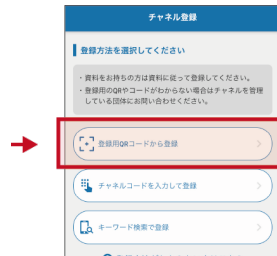 チャネル登録
登録方法を選択してください
・資料をお持ちの方は資料に従って登録してください。
・登録用のQRやコードがわからない場合はチャネルを管理
している団体にお問い合わせください。
登録用QRコードから登録
チャネルコードを入力して登録
キーワード検索で登録